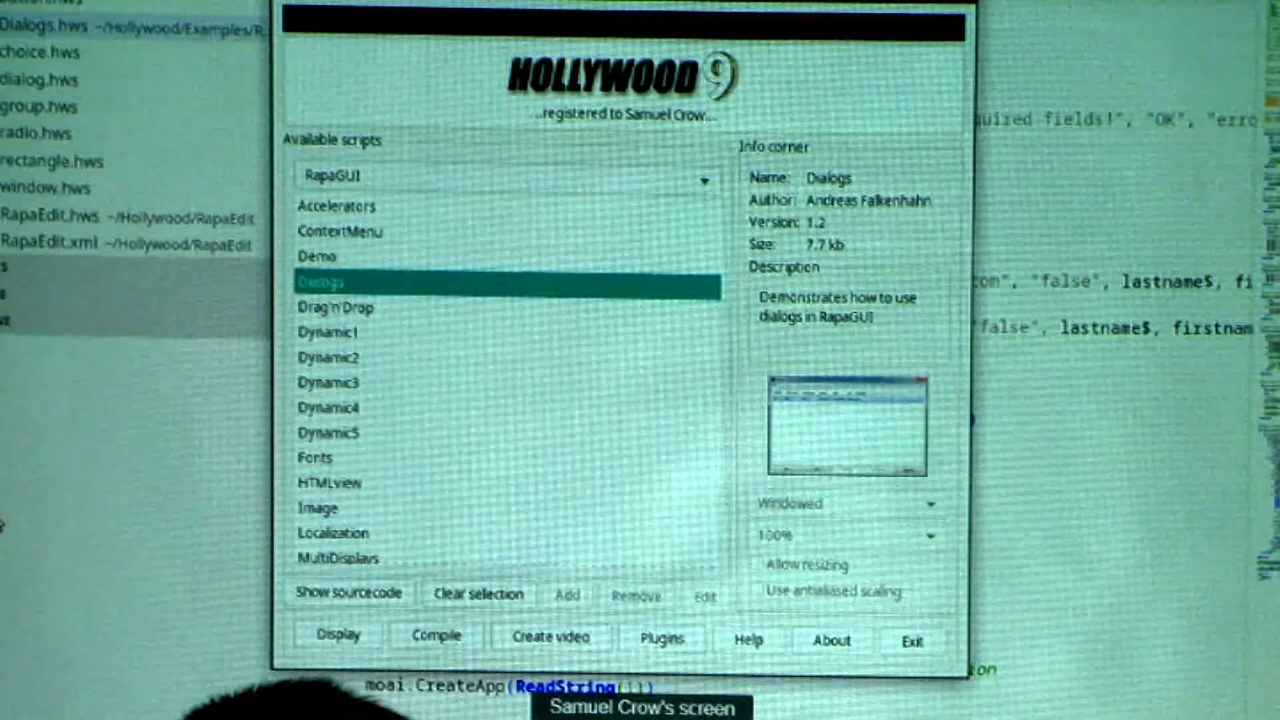 Dialogs.hws ~/Hollywood/Examples/R
choice.hws
dialog.hws
group.hws
radio.hws
rectangle.hws
window.hws
RapaEdit.hws ~/Hollywood/RapaEdit
RapaEdit.xml ~/Hollywood/RapaEdit
HOLLYWOOD 9
...registered to Samuel Crow...
Available scripts
RapaGUI
Accelerators
ContextMenu
Demo
Dialogs
Drag'n'Drop
Dynamic1
Dynamic2
Dynamic3
Dynamic4
Dynamic5
Fonts
HTMLview
Image
Localization
MultiDisplays
Show sourcecode Clear selection Add Remove Edit
Display Compile Create video Plugins Help About Exit
Info corner
Name: Dialogs
Author: Andreas Falkenhahn
Version: 1.2
Size: 7.7 kb
Description
Demonstrates how to use
dialogs in RapaGUI
Windowed
100%
Allow resizing
Use antialiased scaling
uired fields!", "OK", "erro
om", "false", lastname$, fi
"false", lastname$, firstnam
on
moai.CreateApp(ReadString(1))
Samuel Crow's screen